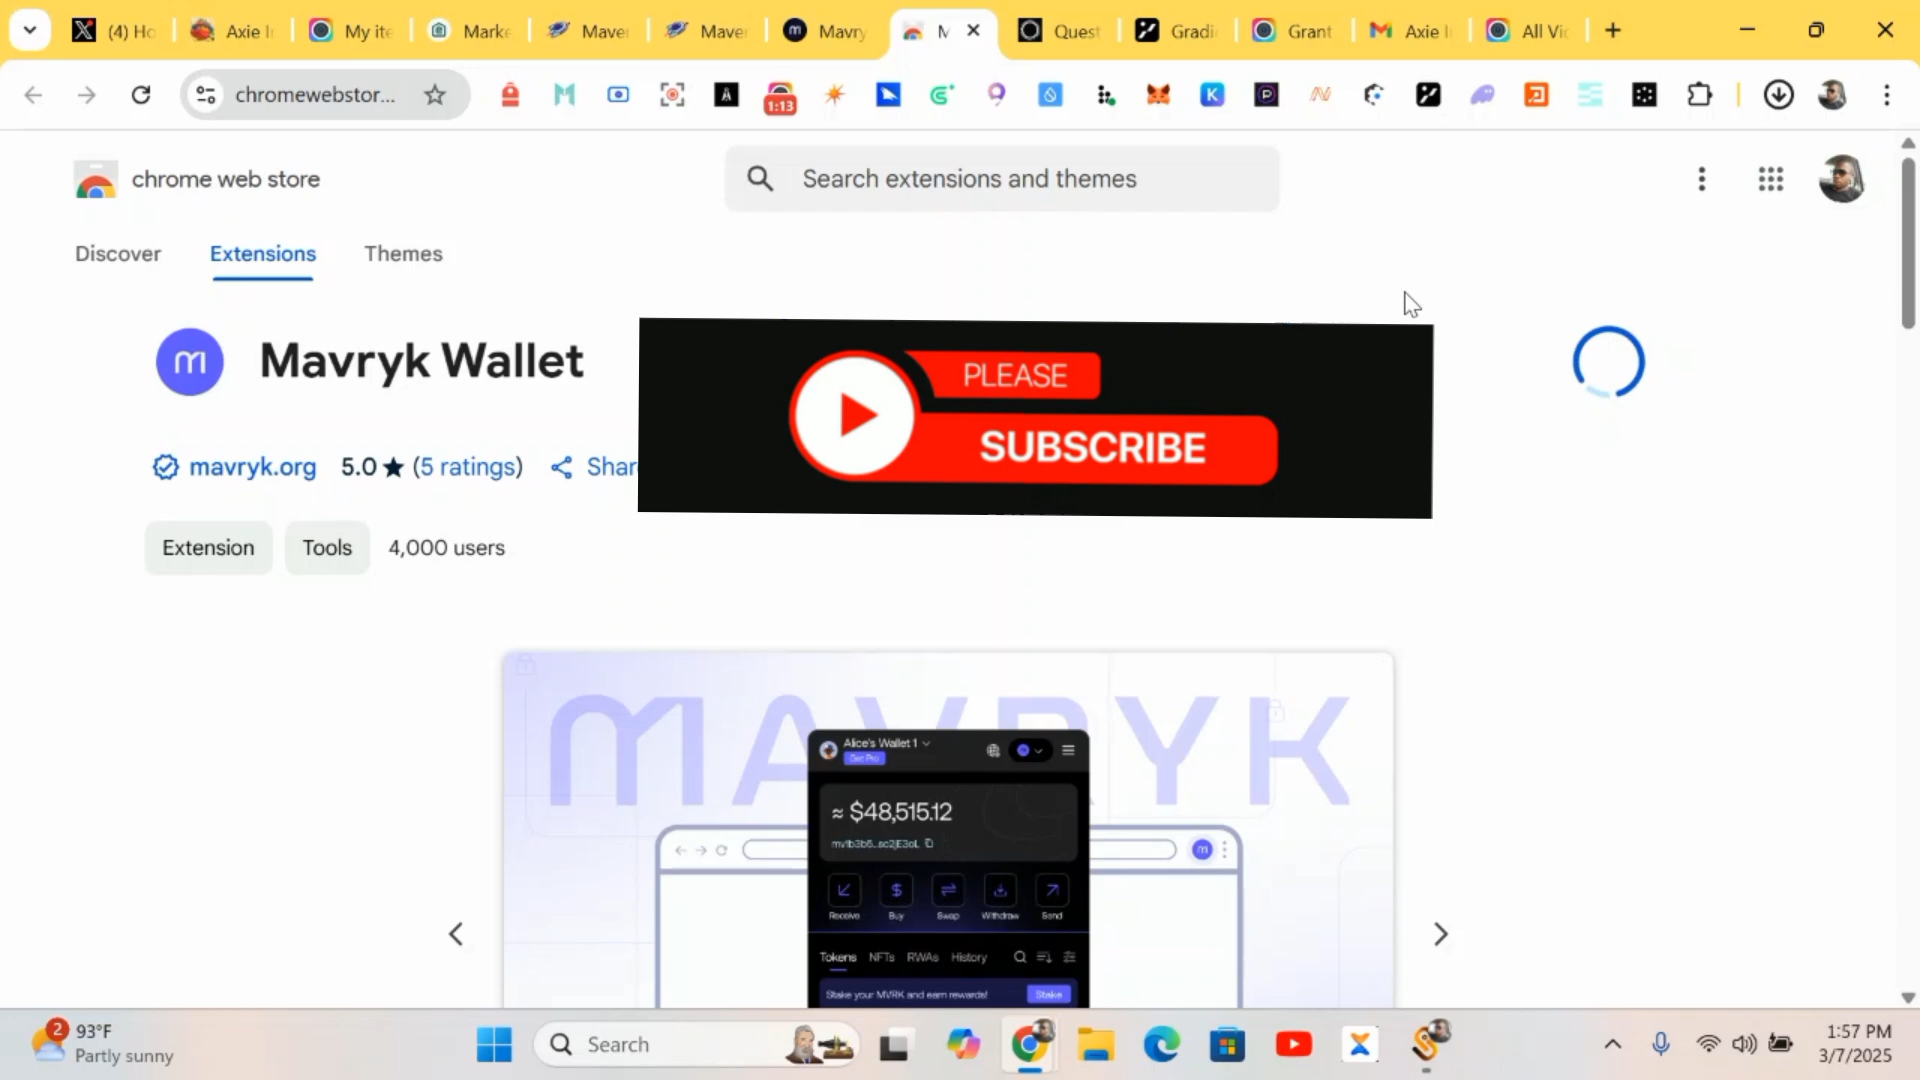 (4) Ho
Axie I
My ite
Marke
Maver
Maver
Mavry
M
Quest
Gradi
Grant
Axie I
All Vi
chromewebstor...
1:13
chrome web store
Search extensions and themes
Discover
Extensions
Themes
Mavryk Wallet
PLEASE
SUBSCRIBE
mavryk.org
5.0 ★ (5 ratings)
Shar
Extension
Tools
4,000 users
MAVRYK
Alice's Wallet 1
Get Pro
≈ $48,515.12
Receive
Buy
Swap
Withdraw
Send
Tokens
NFTs
RWAs
History
Stake your MVRK and earn rewards!
Stake
2
93°F
Partly sunny
Search
1:57 PM
3/7/2025